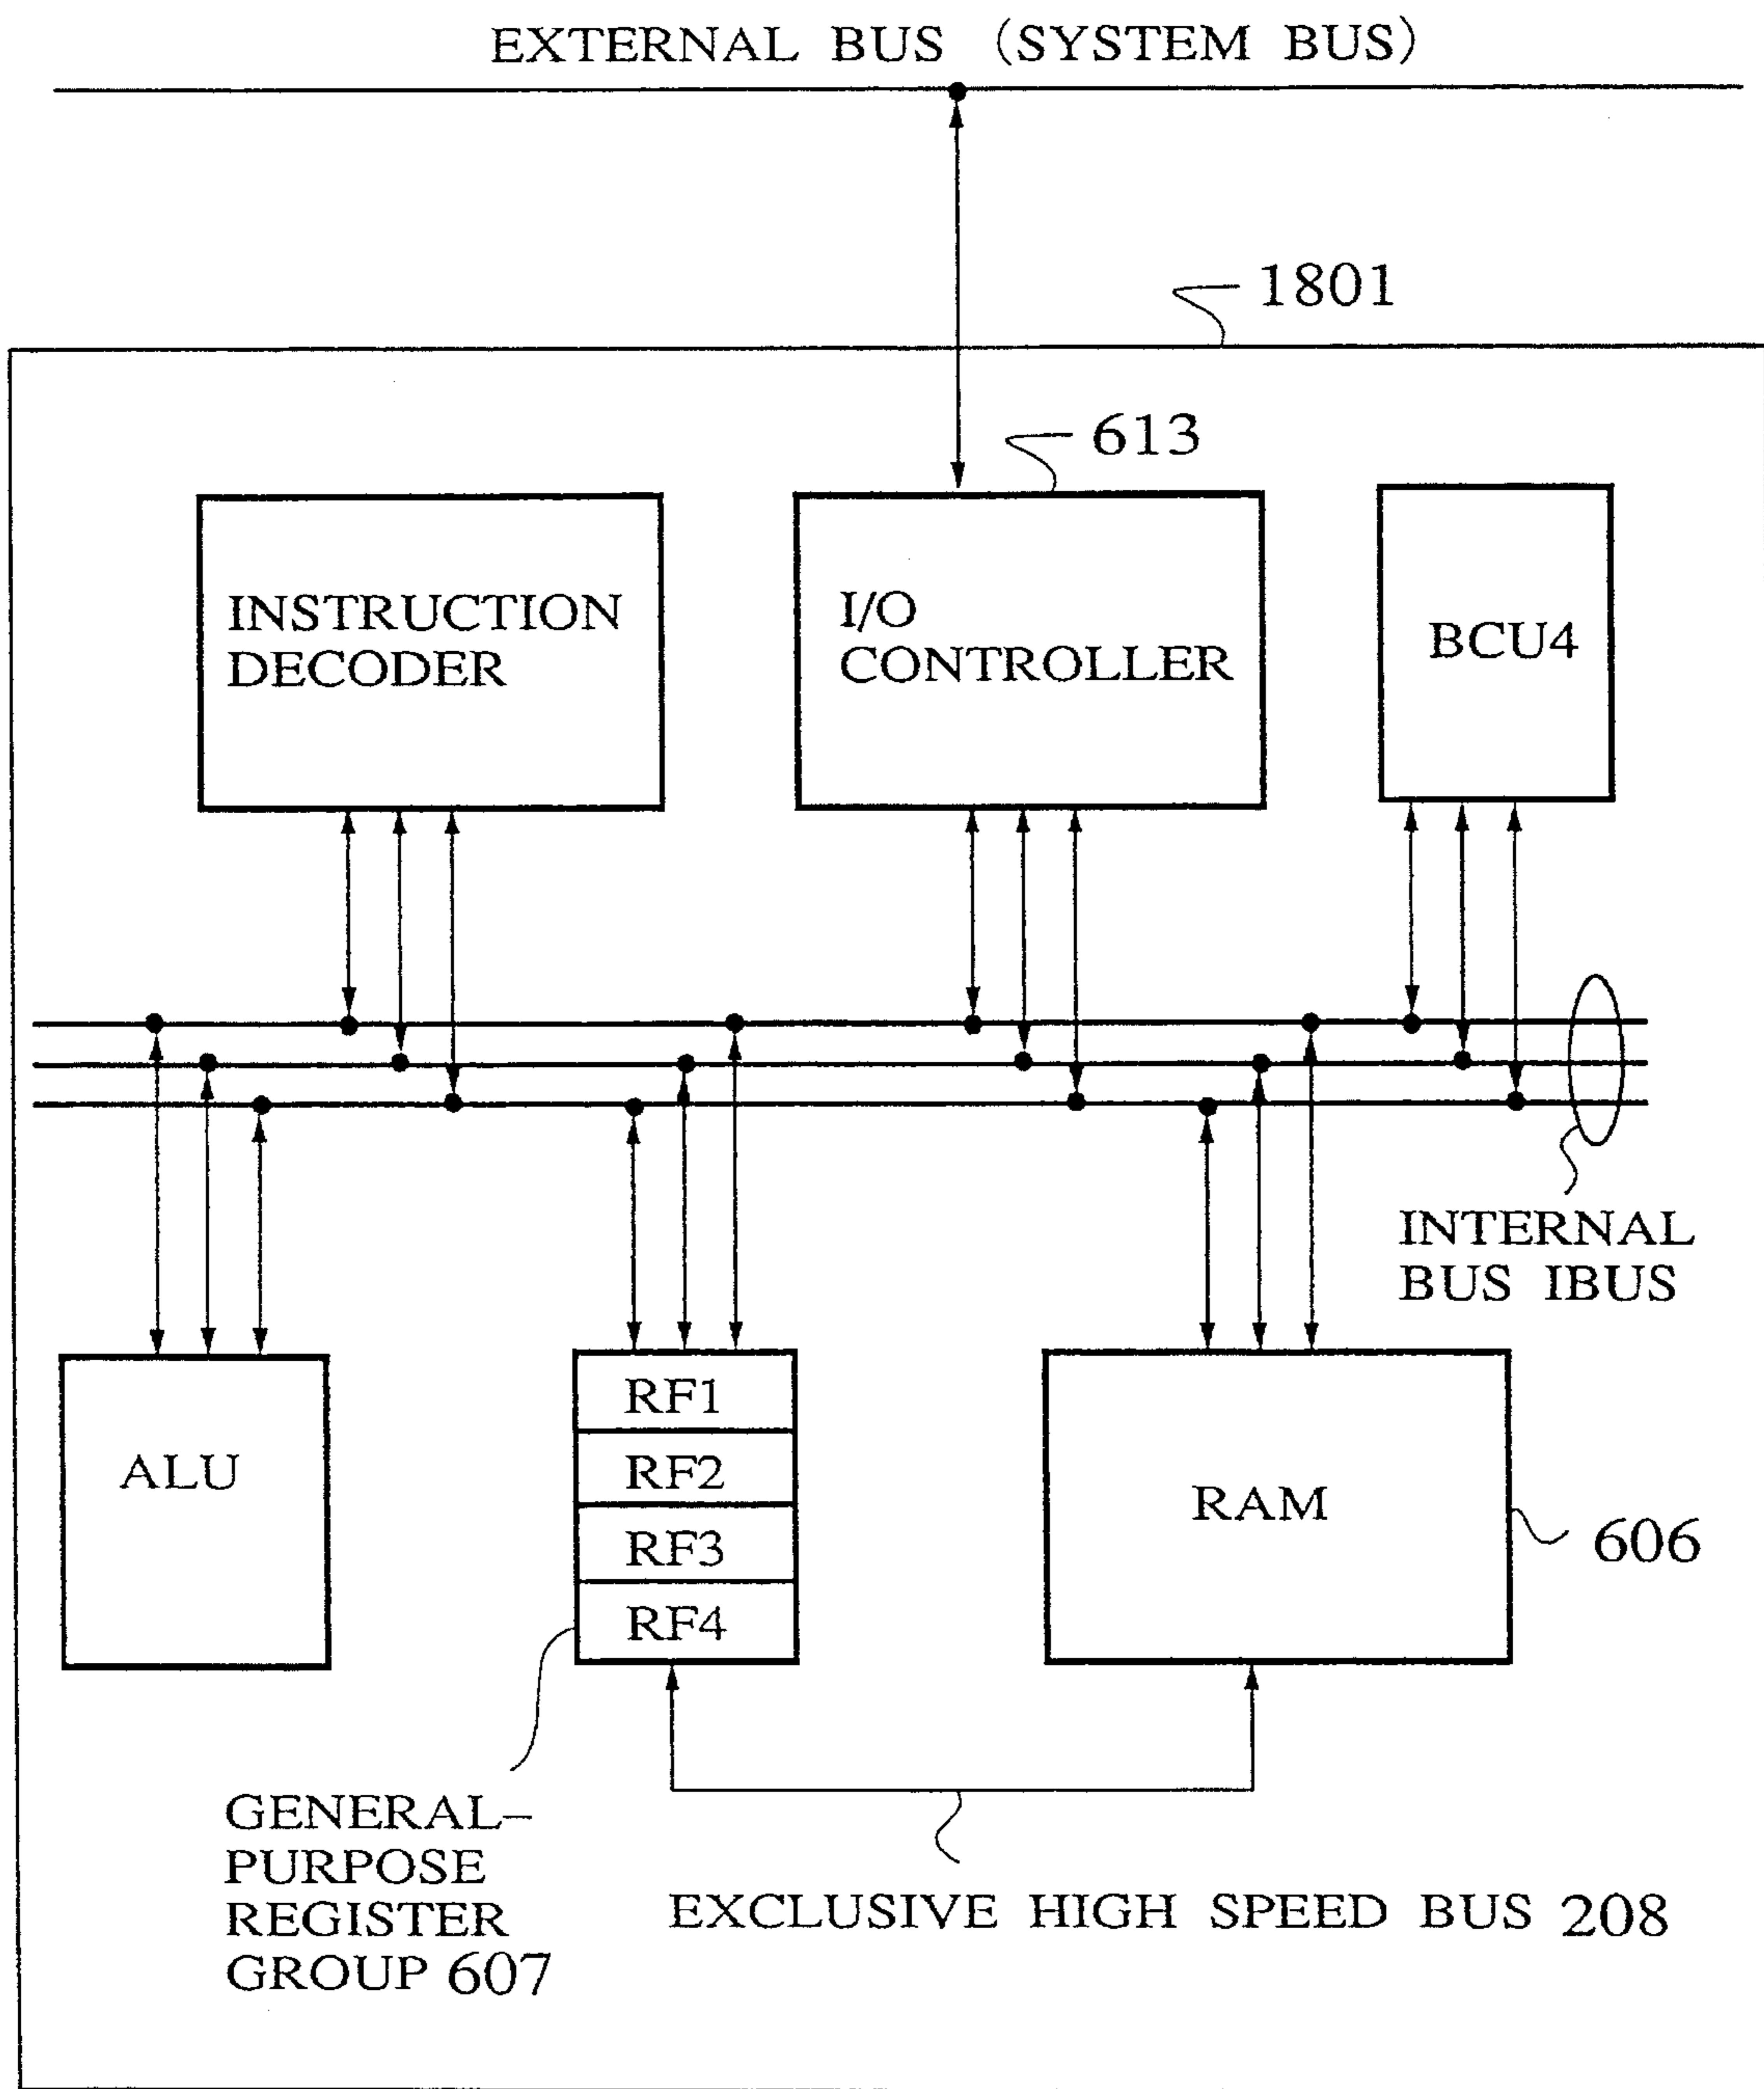 EXTERNAL BUS (SYSTEM BUS)
1801
613
INSTRUCTION
DECODER
I/O
CONTROLLER
BCU4
INTERNAL
BUS IBUS
ALU
RF1
RF2
RF3
RF4
RAM
606
GENERAL-
PURPOSE
REGISTER
GROUP 607
EXCLUSIVE HIGH SPEED BUS 208